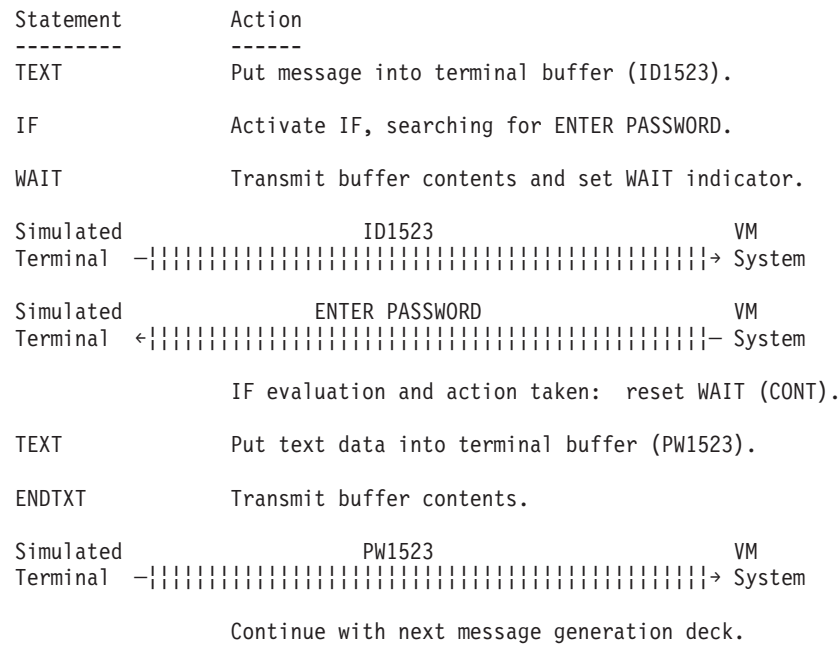 Statement Action
--------- ------
TEXT Put message into terminal buffer (ID1523).
IF Activate IF, searching for ENTER PASSWORD.
WAIT Transmit buffer contents and set WAIT indicator.
Simulated ID1523 VM
Terminal —¦¦¦¦¦¦¦¦¦¦¦¦¦¦¦¦¦¦¦¦¦¦¦¦¦¦¦¦¦¦¦¦¦¦¦¦¦¦¦¦¦¦¦¦¦¦¦→ System
Simulated ENTER PASSWORD VM
Terminal ←¦¦¦¦¦¦¦¦¦¦¦¦¦¦¦¦¦¦¦¦¦¦¦¦¦¦¦¦¦¦¦¦¦¦¦¦¦¦¦¦¦¦¦¦¦¦¦— System
IF evaluation and action taken: reset WAIT (CONT).
TEXT Put text data into terminal buffer (PW1523).
ENDTXT Transmit buffer contents.
Simulated PW1523 VM
Terminal —¦¦¦¦¦¦¦¦¦¦¦¦¦¦¦¦¦¦¦¦¦¦¦¦¦¦¦¦¦¦¦¦¦¦¦¦¦¦¦¦¦¦¦¦¦¦¦→ System
Continue with next message generation deck.